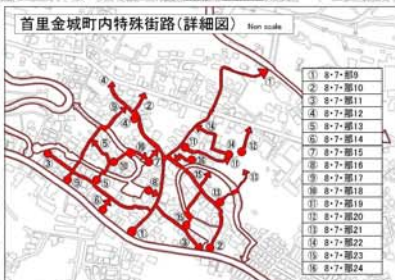 首里金城町内特殊街路(詳細図) Non scale
① 8・7・那9
② 8・7・那10
③ 8・7・那11
④ 8・7・那12
⑤ 8・7・那13
⑥ 8・7・那14
⑦ 8・7・那15
⑧ 8・7・那16
⑨ 8・7・那17
⑩ 8・7・那18
⑪ 8・7・那19
⑫ 8・7・那20
⑬ 8・7・那21
⑭ 8・7・那22
⑮ 8・7・那23
⑯ 8・7・那24